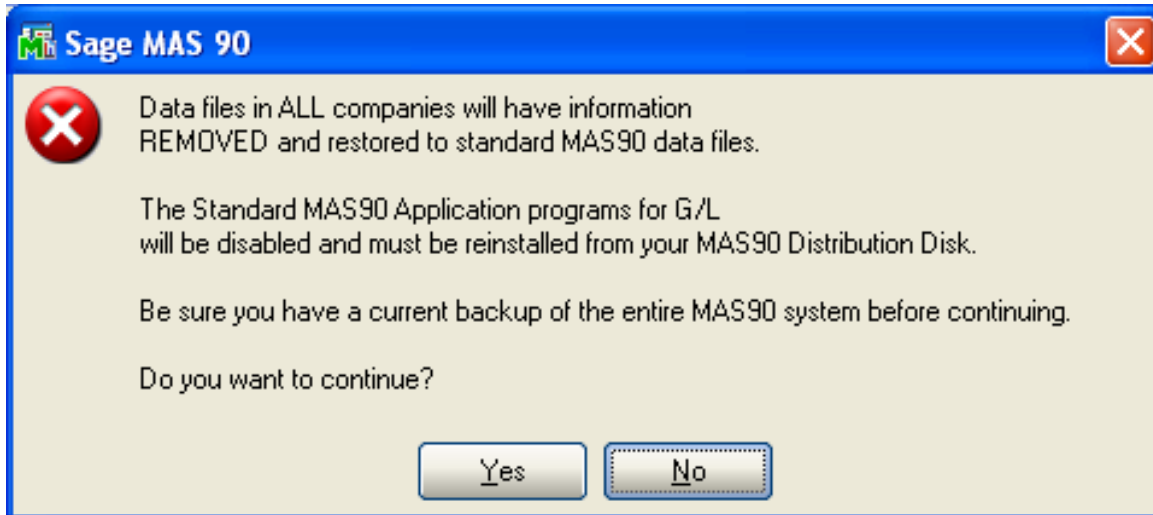 Sage MAS 90
Data files in ALL companies will have information
REMOVED and restored to standard MAS90 data files.
The Standard MAS90 Application programs for G/L
will be disabled and must be reinstalled from your MAS90 Distribution Disk.
Be sure you have a current backup of the entire MAS90 system before continuing.
Do you want to continue?
Yes
No